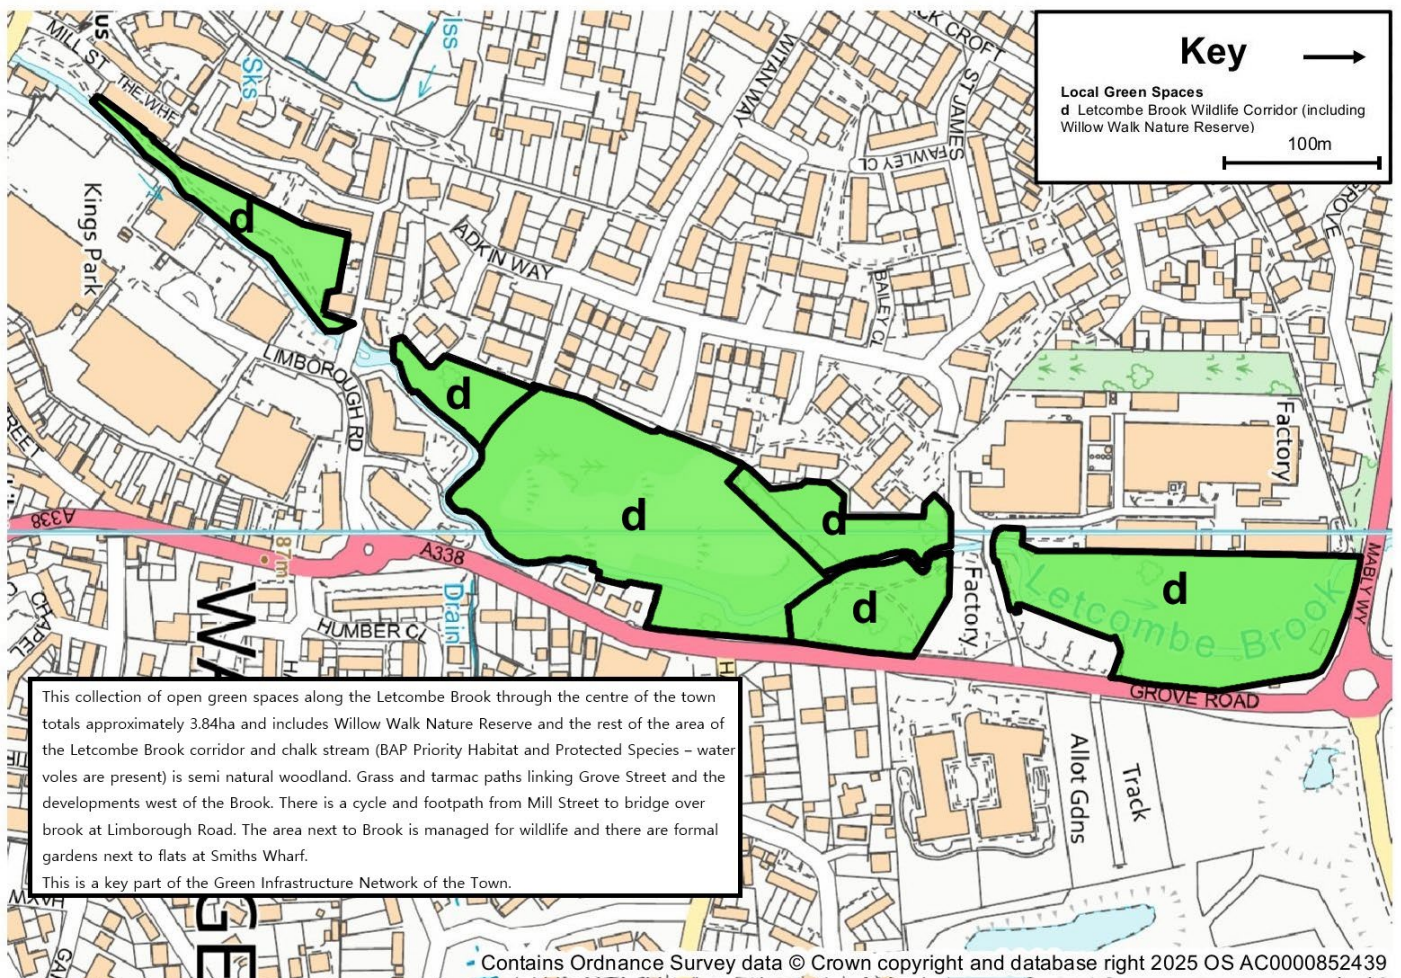 Key
Local Green Spaces
d Letcombe Brook Wildlife Corridor (including
Willow Walk Nature Reserve)
100m
MILL ST
THE WHF
Sks
Iss
WITAN WAY
CK CROFT
ST JAMES
FAWLEY CL
GROVE
Kings Park
d
ADKIN WAY
BAILEY CL
LIMBOROUGH RD
d
Factory
REET
d
d
A338
87m
A338
MABLY WY
d
d
Letcombe Brook
Factory
CHAPEL
WA
HUMBER CL
Drain
GROVE ROAD
This collection of open green spaces along the Letcombe Brook through the centre of the town
totals approximately 3.84ha and includes Willow Walk Nature Reserve and the rest of the area of
the Letcombe Brook corridor and chalk stream (BAP Priority Habitat and Protected Species – water
voles are present) is semi natural woodland. Grass and tarmac paths linking Grove Street and the
developments west of the Brook. There is a cycle and footpath from Mill Street to bridge over
brook at Limborough Road. The area next to Brook is managed for wildlife and there are formal
gardens next to flats at Smiths Wharf.
This is a key part of the Green Infrastructure Network of the Town.
Allot Gdns
Track
GE
Contains Ordnance Survey data © Crown copyright and database right 2025 OS AC0000852439